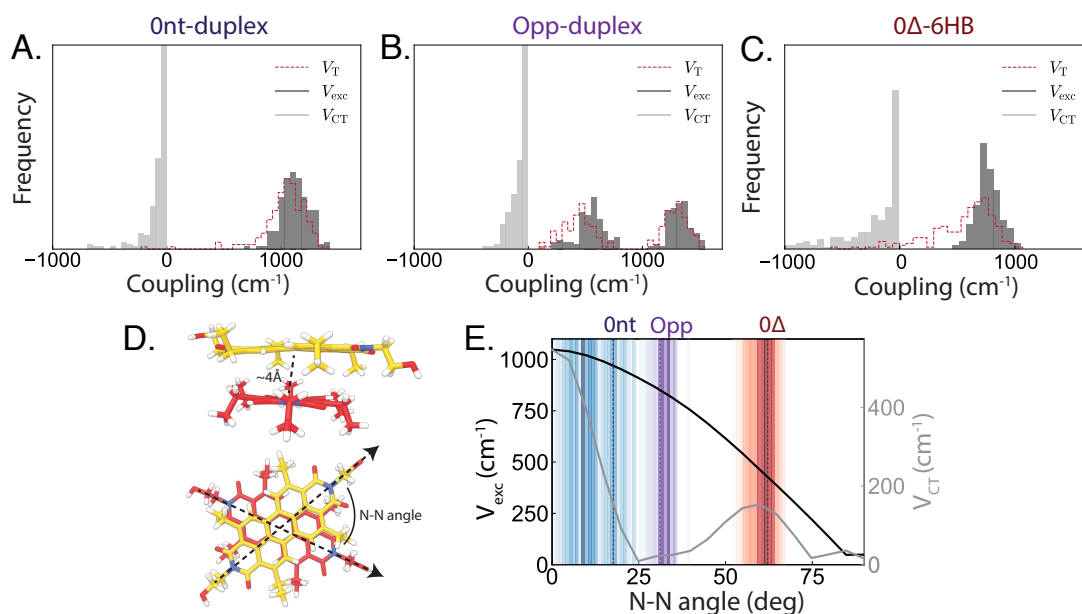 0nt-duplex
Opp-duplex
0Δ-6HB
A.
Frequency
V_T
V_exc
V_CT
−1000 0 1000
Coupling (cm⁻¹)
B.
V_T
V_exc
V_CT
−1000 0 1000
Coupling (cm⁻¹)
C.
Frequency
V_T
V_exc
V_CT
−1000 0 1000
Coupling (cm⁻¹)
D.
~4Å
N-N angle
E.
0nt Opp 0Δ
V_exc (cm⁻¹)
1000
750
500
250
0
400
200
0
V_CT (cm⁻¹)
0 25 50 75
N-N angle (deg)